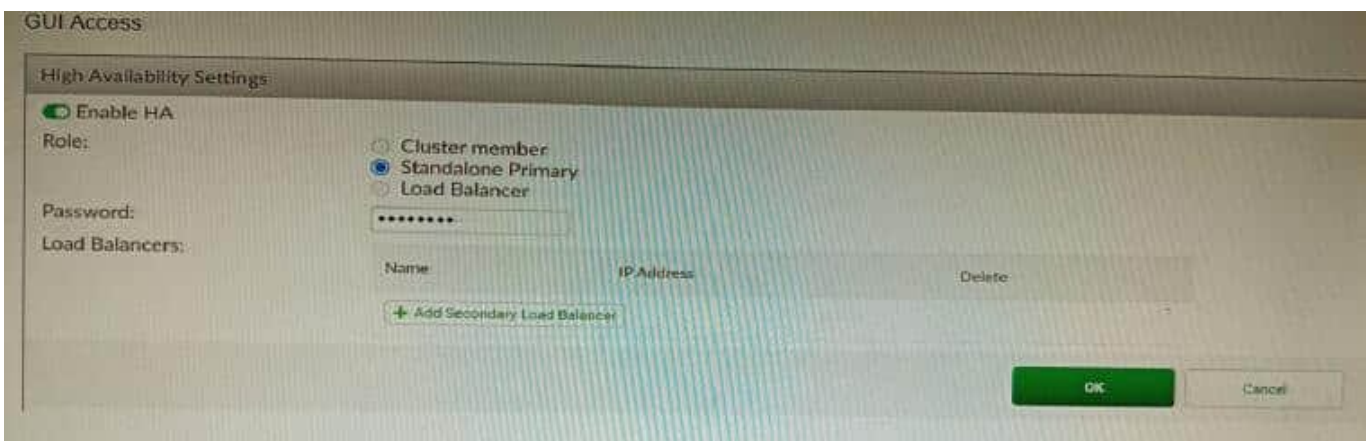 GUI Access
High Availability Settings
Enable HA
Role:
Cluster member
Standalone Primary
Load Balancer
Password:
••••••••
Load Balancers:
Name IP Address Delete
+ Add Secondary Load Balancer
OK Cancel